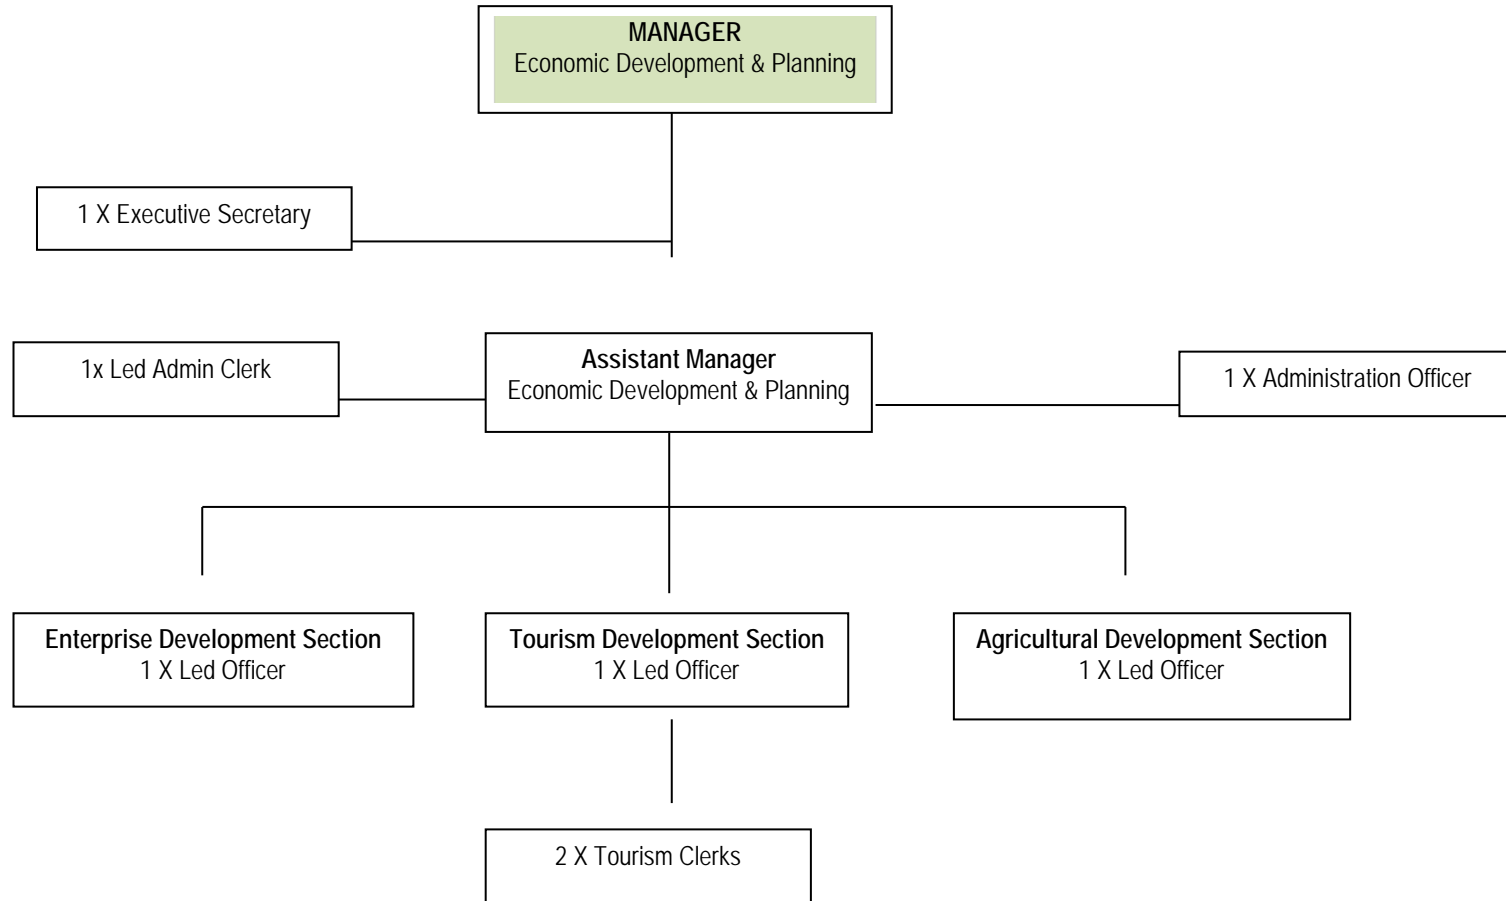 MANAGER
Economic Development & Planning
1 X Executive Secretary
1x Led Admin Clerk
Assistant Manager
Economic Development & Planning
1 X Administration Officer
Enterprise Development Section
1 X Led Officer
Tourism Development Section
1 X Led Officer
Agricultural Development Section
1 X Led Officer
2 X Tourism Clerks